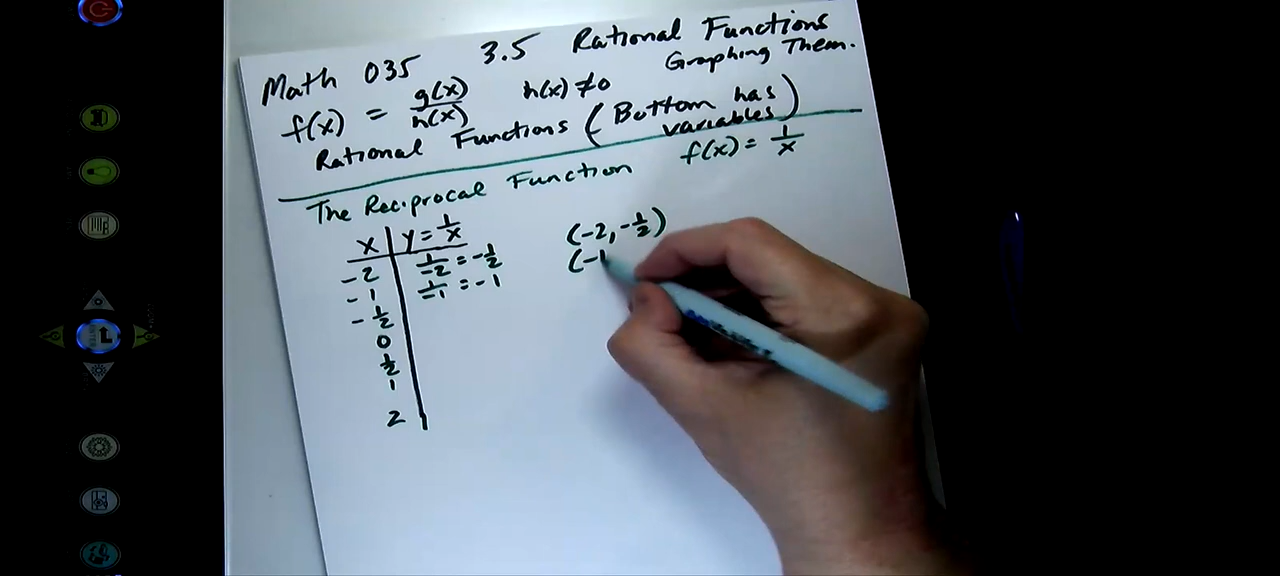 Math 035 3.5 Rational Functions
Graphing Them.
f(x) = g(x)/h(x) h(x) ≠ 0
Rational Functions (Bottom has variables)
The Reciprocal Function f(x) = 1/x
x | y = 1/x
-2 | 1/-2 = -1/2 (-2, -1/2)
-1 | 1/-1 = -1 (-1
-1/2
0
1/2
1
2